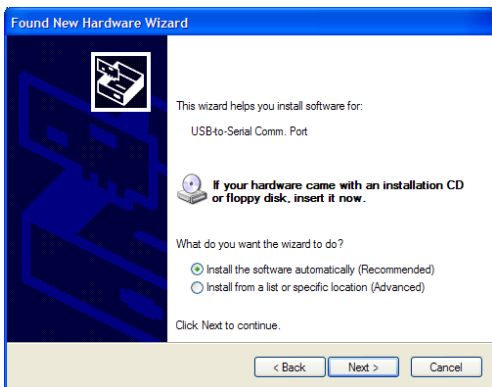 Found New Hardware Wizard
This wizard helps you install software for:
USB-to-Serial Comm. Port
If your hardware came with an installation CD
or floppy disk, insert it now.
What do you want the wizard to do?
Install the software automatically (Recommended)
Install from a list or specific location (Advanced)
Click Next to continue.
< Back Next > Cancel